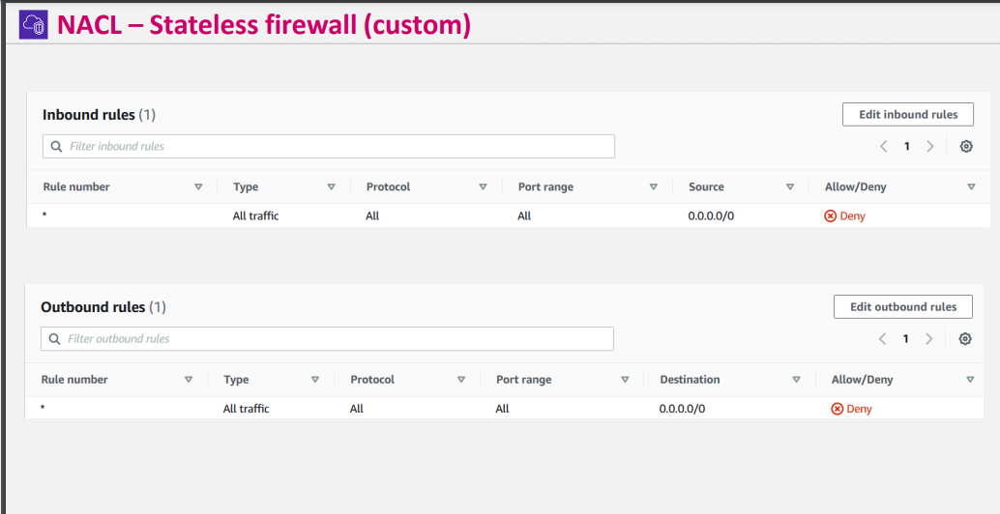 NACL – Stateless firewall (custom)
Inbound rules (1)
Edit inbound rules
Filter inbound rules
1
Rule number Type Protocol Port range Source Allow/Deny
* All traffic All All 0.0.0.0/0 Deny
Outbound rules (1)
Edit outbound rules
Filter outbound rules
1
Rule number Type Protocol Port range Destination Allow/Deny
* All traffic All All 0.0.0.0/0 Deny